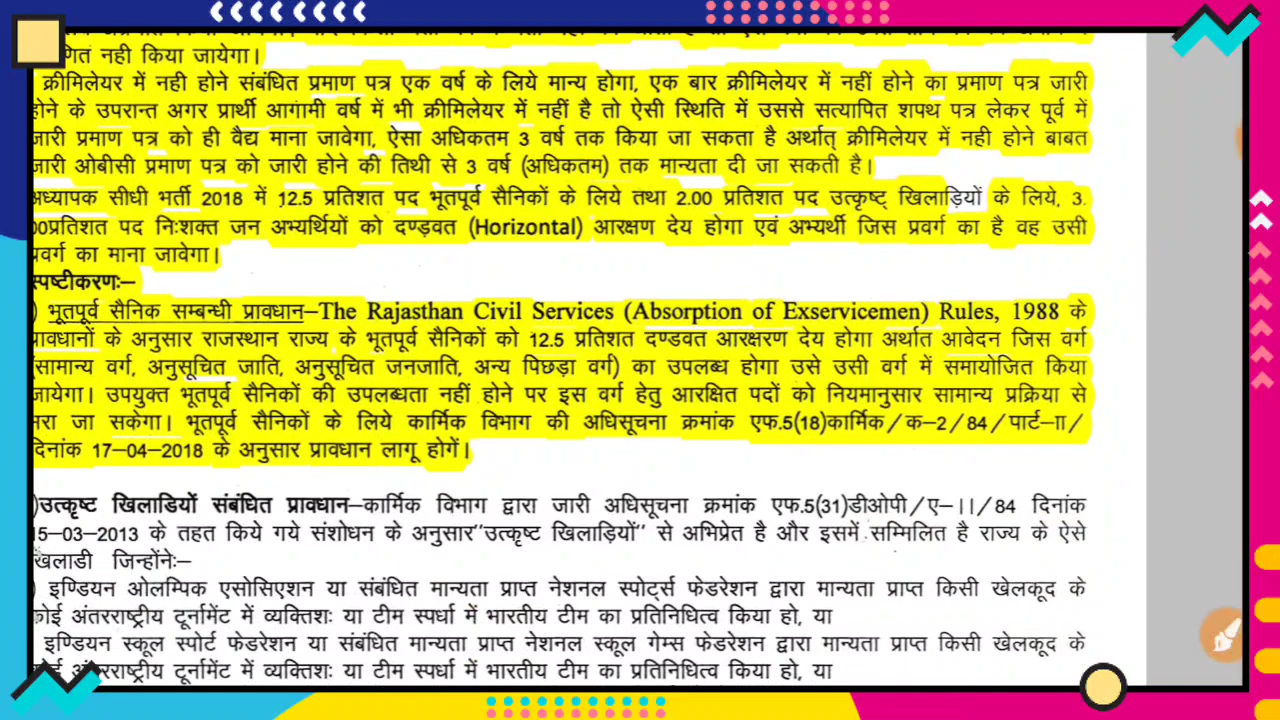 णित नही किया जायेगा।
क्रीमिलेयर में नही होने संबंधित प्रमाण पत्र एक वर्ष के लिये मान्य होगा, एक बार क्रीमिलेयर में नहीं होने का प्रमाण पत्र जारी
होने के उपरान्त अगर प्रार्थी आगामी वर्ष में भी क्रीमिलेयर में नहीं है तो ऐसी स्थिति में उससे सत्यापित शपथ पत्र लेकर पूर्व में
जारी प्रमाण पत्र को ही वैद्य माना जावेगा, ऐसा अधिकतम 3 वर्ष तक किया जा सकता है अर्थात् क्रीमिलेयर में नही होने बाबत
जारी ओबीसी प्रमाण पत्र को जारी होने की तिथी से 3 वर्ष (अधिकतम) तक मान्यता दी जा सकती है।
अध्यापक सीधी भर्ती 2018 में 12.5 प्रतिशत पद भूतपूर्व सैनिकों के लिये तथा 2.00 प्रतिशत पद उत्कृष्ट् खिलाड़ियों के लिये, 3.
00प्रतिशत पद निःशक्त जन अभ्यर्थियों को दण्ड़वत (Horizontal) आरक्षण देय होगा एवं अभ्यर्थी जिस प्रवर्ग का है वह उसी
प्रवर्ग का माना जावेगा।
स्पष्टीकरणः–
) भूतपूर्व सैनिक सम्बन्धी प्रावधान–The Rajasthan Civil Services (Absorption of Exservicemen) Rules, 1988 के
प्रावधानों के अनुसार राजस्थान राज्य के भूतपूर्व सैनिकों को 12.5 प्रतिशत दण्डवत आरक्षरण देय होगा अर्थात आवेदन जिस वर्ग
(सामान्य वर्ग, अनुसूचित जाति, अनुसूचित जनजाति, अन्य पिछड़ा वर्ग) का उपलब्ध होगा उसे उसी वर्ग में समायोजित किया
जायेगा। उपयुक्त भूतपूर्व सैनिकों की उपलब्धता नहीं होने पर इस वर्ग हेतु आरक्षित पदों को नियमानुसार सामान्य प्रक्रिया से
भरा जा सकेगा। भूतपूर्व सैनिकों के लिये कार्मिक विभाग की अधिसूचना क्रमांक एफ.5(18)कार्मिक/क–2/84/पार्ट–II/
दिनांक 17–04–2018 के अनुसार प्रावधान लागू होगें।
)उत्कृष्ट खिलाडियों संबंधित प्रावधान–कार्मिक विभाग द्वारा जारी अधिसूचना क्रमांक एफ.5(31)डीओपी/ए–।।/84 दिनांक
15–03–2013 के तहत किये गये संशोधन के अनुसार"उत्कृष्ट खिलाड़ियों" से अभिप्रेत है और इसमें सम्मिलित है राज्य के ऐसे
खिलाडी जिन्होंनेः–
) इण्डियन ओलम्पिक एसोसिएशन या संबंधित मान्यता प्राप्त नेशनल स्पोर्ट्स फेडरेशन द्वारा मान्यता प्राप्त किसी खेलकूद के
कोई अंतरराष्ट्रीय टूर्नामेंट में व्यक्तिशः या टीम स्पर्धा में भारतीय टीम का प्रतिनिधित्व किया हो, या
इण्डियन स्कूल स्पोर्ट फेडरेशन या संबंधित मान्यता प्राप्त नेशनल स्कूल गेम्स फेडरेशन द्वारा मान्यता प्राप्त किसी खेलकूद के
अंतरराष्ट्रीय टूर्नामेंट में व्यक्तिशः या टीम स्पर्धा में भारतीय टीम का प्रतिनिधित्व किया हो, या